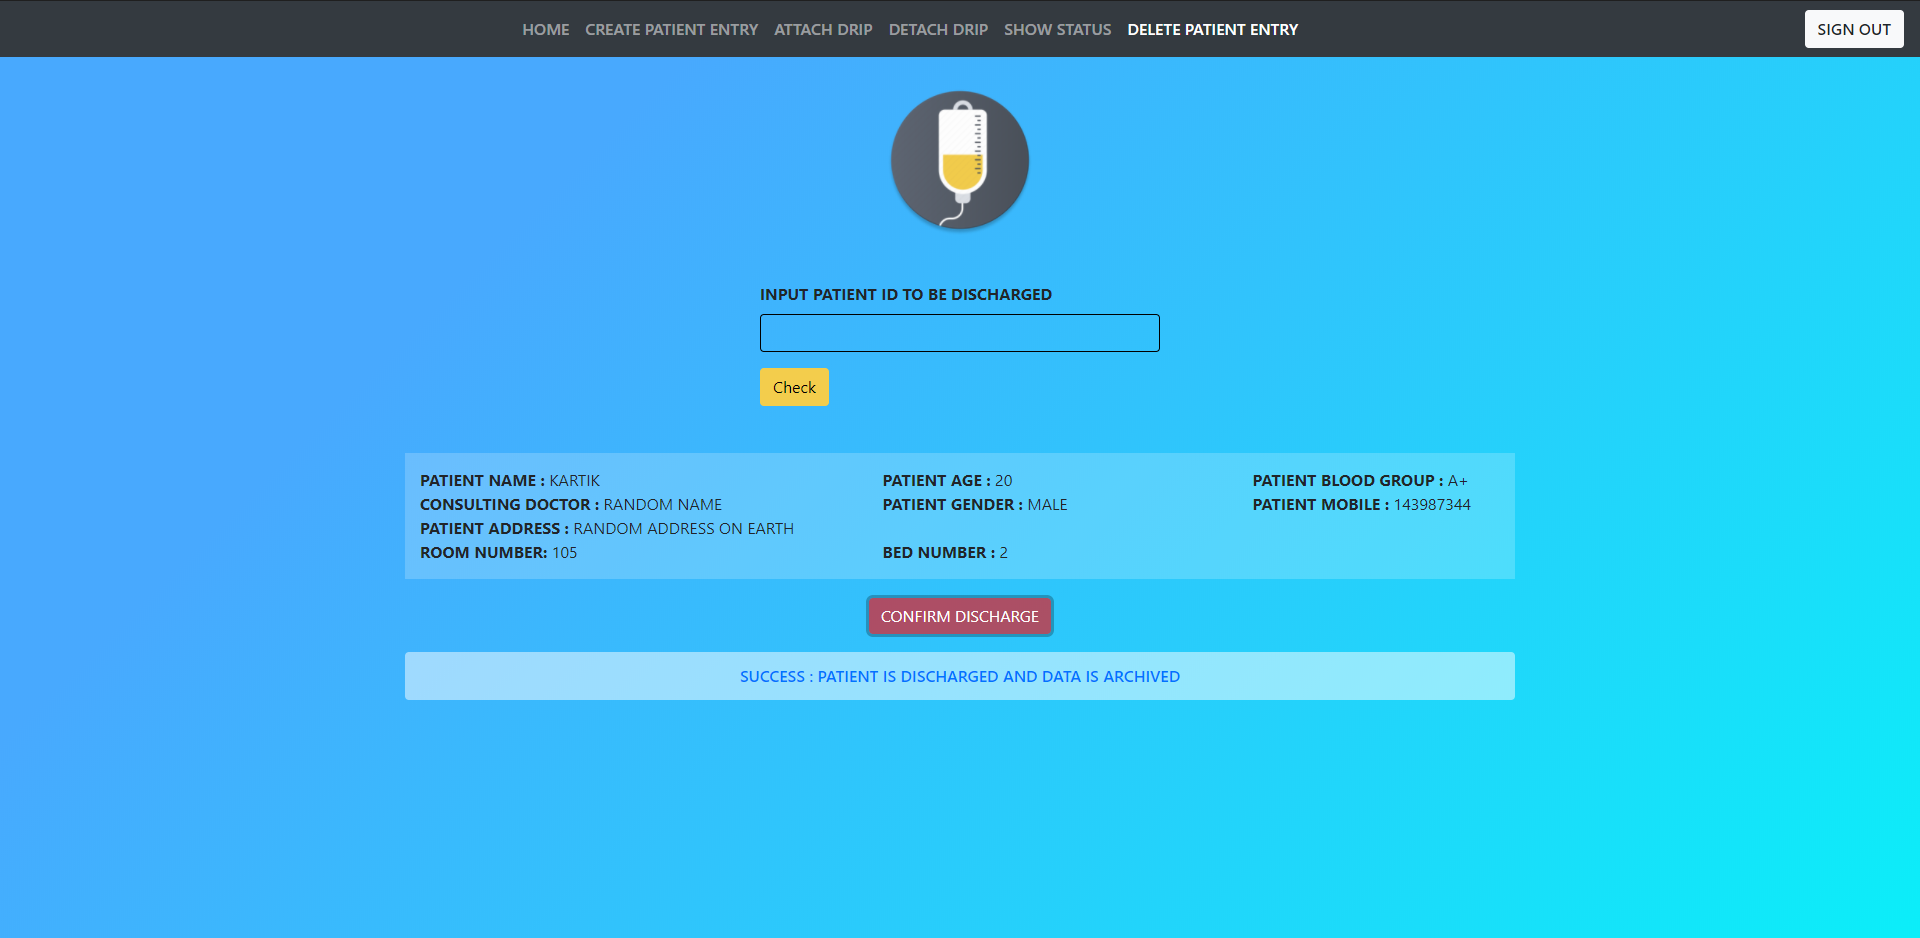 HOME CREATE PATIENT ENTRY ATTACH DRIP DETACH DRIP SHOW STATUS DELETE PATIENT ENTRY SIGN OUT
INPUT PATIENT ID TO BE DISCHARGED
Check
PATIENT NAME : KARTIK PATIENT AGE : 20 PATIENT BLOOD GROUP : A+
CONSULTING DOCTOR : RANDOM NAME PATIENT GENDER : MALE PATIENT MOBILE : 143987344
PATIENT ADDRESS : RANDOM ADDRESS ON EARTH
ROOM NUMBER: 105 BED NUMBER : 2
CONFIRM DISCHARGE
SUCCESS : PATIENT IS DISCHARGED AND DATA IS ARCHIVED